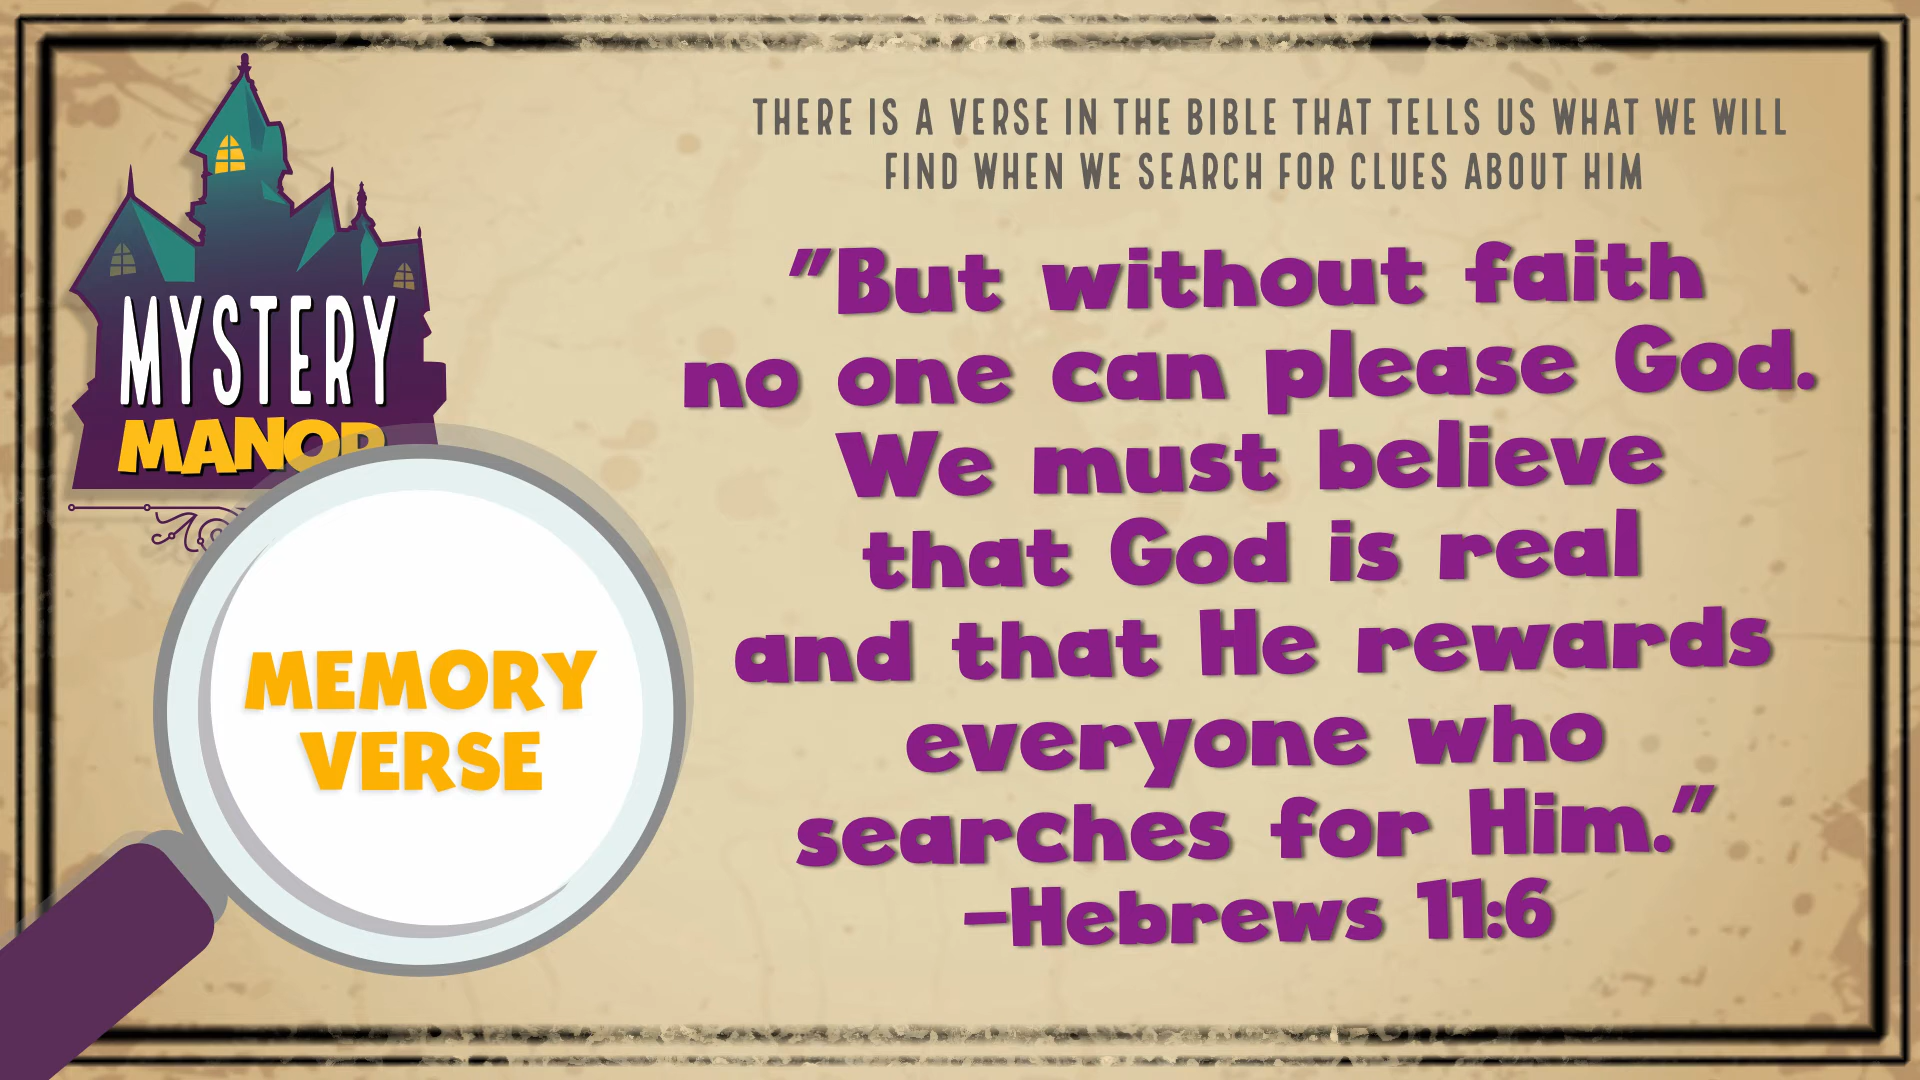 THERE IS A VERSE IN THE BIBLE THAT TELLS US WHAT WE WILL
FIND WHEN WE SEARCH FOR CLUES ABOUT HIM
MYSTERY
MANOR
MEMORY
VERSE
"But without faith
no one can please God.
We must believe
that God is real
and that He rewards
everyone who
searches for Him."
-Hebrews 11:6